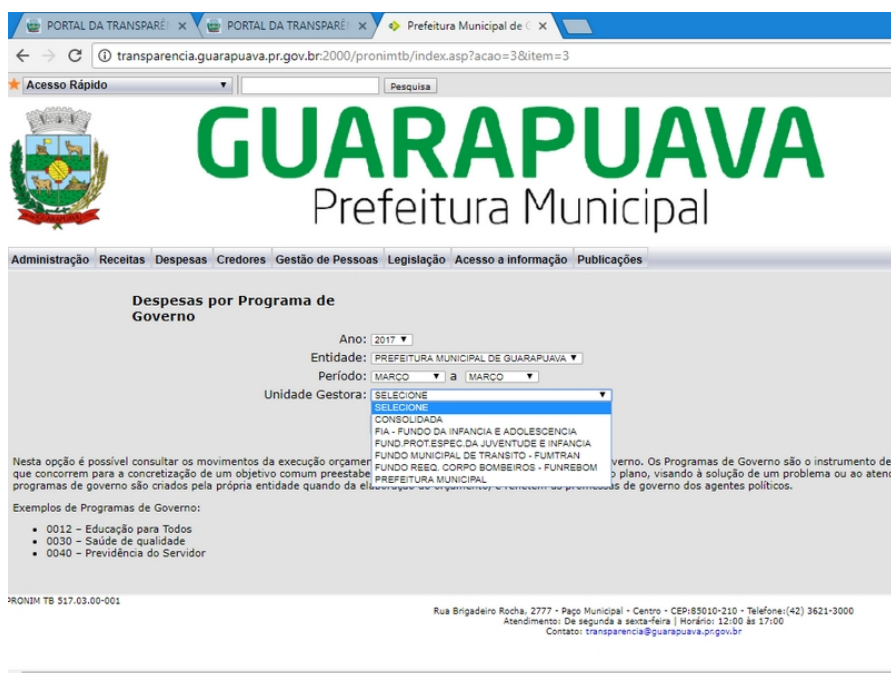 PORTAL DA TRANSPARÊ
PORTAL DA TRANSPARÊ
Prefeitura Municipal de
transparencia.guarapuava.pr.gov.br:2000/pronimtb/index.asp?acao=3&item=3
Acesso Rápido
Pesquisa
GUARAPUAVA
Prefeitura Municipal
Administração Receitas Despesas Credores Gestão de Pessoas Legislação Acesso a informação Publicações
Despesas por Programa de
Governo
Ano: 2017
Entidade: PREFEITURA MUNICIPAL DE GUARAPUAVA
Período: MARÇO a MARÇO
Unidade Gestora: SELECIONE
SELECIONE
CONSOLIDADA
FIA - FUNDO DA INFANCIA E ADOLESCENCIA
FUND.PROT.ESPEC.DA JUVENTUDE E INFANCIA
FUNDO MUNICIPAL DE TRANSITO - FUMTRAN
FUNDO REEQ. CORPO BOMBEIROS - FUNREBOM
PREFEITURA MUNICIPAL
Nesta opção é possível consultar os movimentos da execução orçamen verno. Os Programas de Governo são o instrumento de
que concorrem para a concretização de um objetivo comum preestabe plano, visando à solução de um problema ou ao atend
programas de governo são criados pela própria entidade quando da ela de governo dos agentes políticos.
Exemplos de Programas de Governo:
• 0012 – Educação para Todos
• 0030 – Saúde de qualidade
• 0040 – Previdência do Servidor
PRONIM TB 517.03.00-001
Rua Brigadeiro Rocha, 2777 - Paço Municipal - Centro - CEP:85010-210 - Telefone:(42) 3621-3000
Atendimento: De segunda a sexta-feira | Horário: 12:00 às 17:00
Contato: transparencia@guarapuava.pr.gov.br